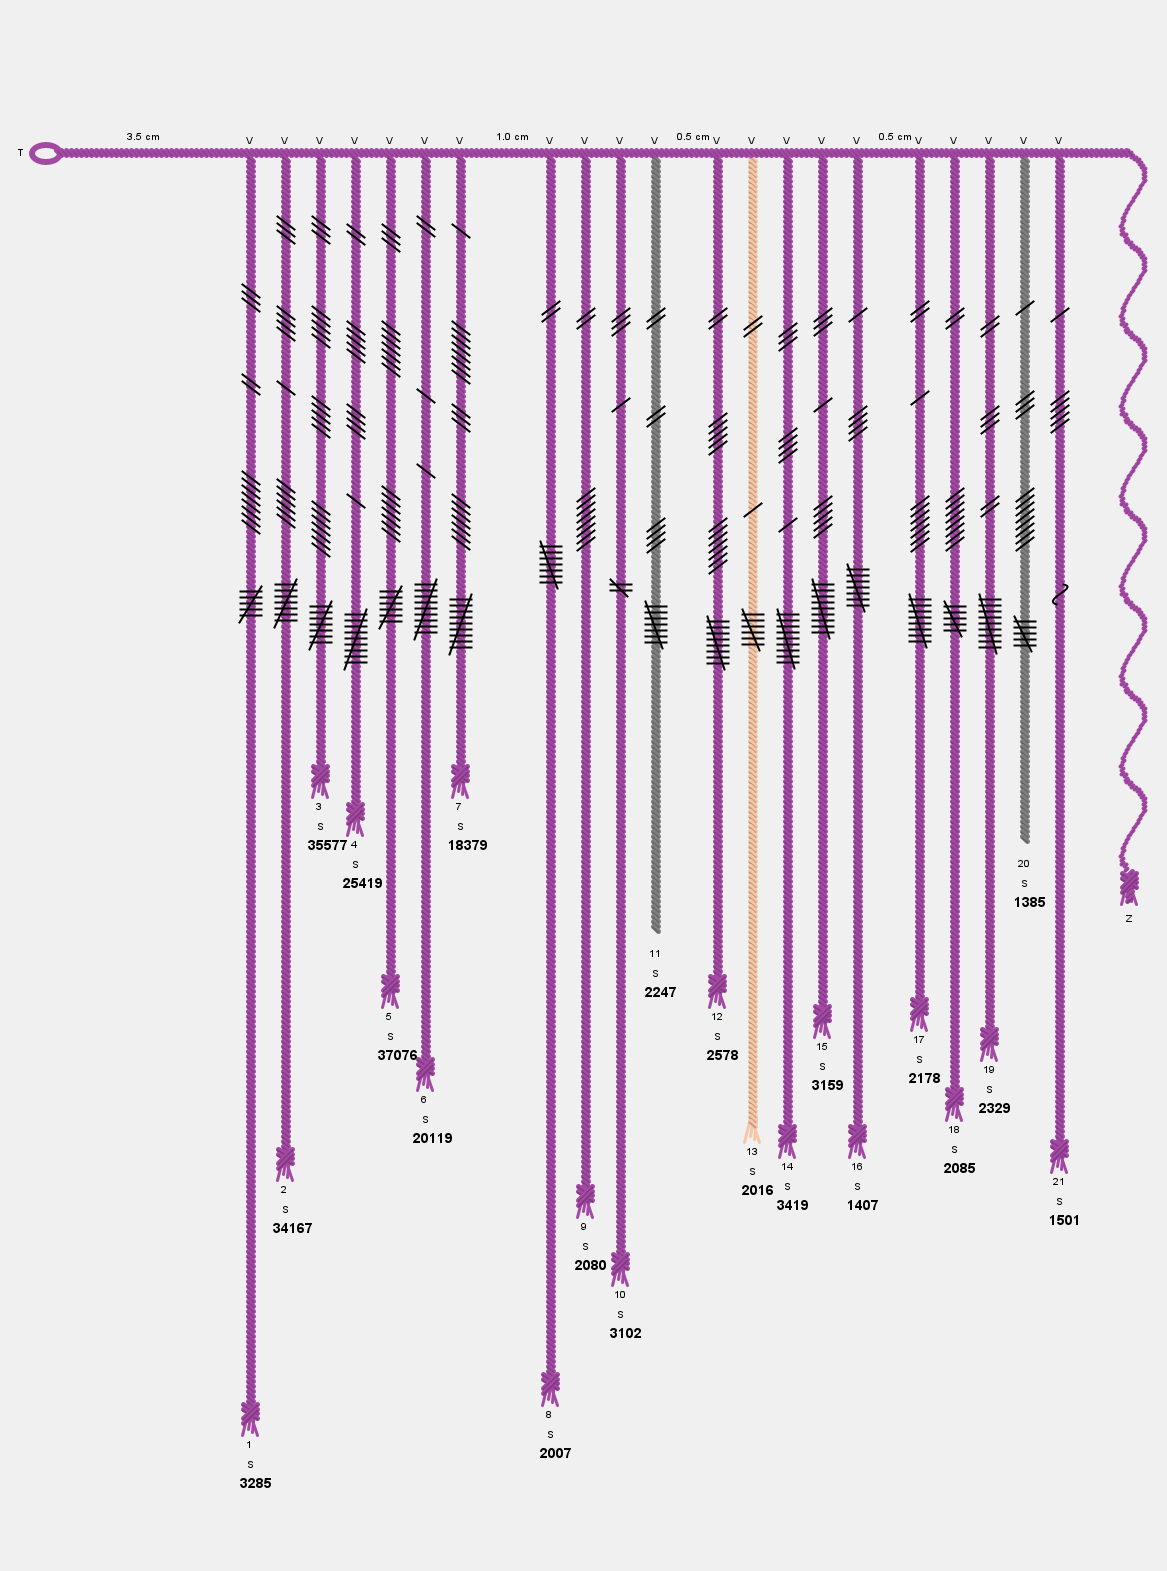 3.5 cm 1.0 cm 0.5 cm 0.5 cm
V V V V V V V V V V V V V V V V V V V V V
T
3
S
35577
7
S
18379
4
S
25419
20
S
1385
Z
11
S
2247
5
S
37076
12
S
2578
17
S
2178
15
S
3159
19
S
2329
6
S
20119
18
S
2085
13
S
2016
14
S
3419
16
S
1407
21
S
1501
2
S
34167
9
S
2080
10
S
3102
8
S
2007
1
S
3285